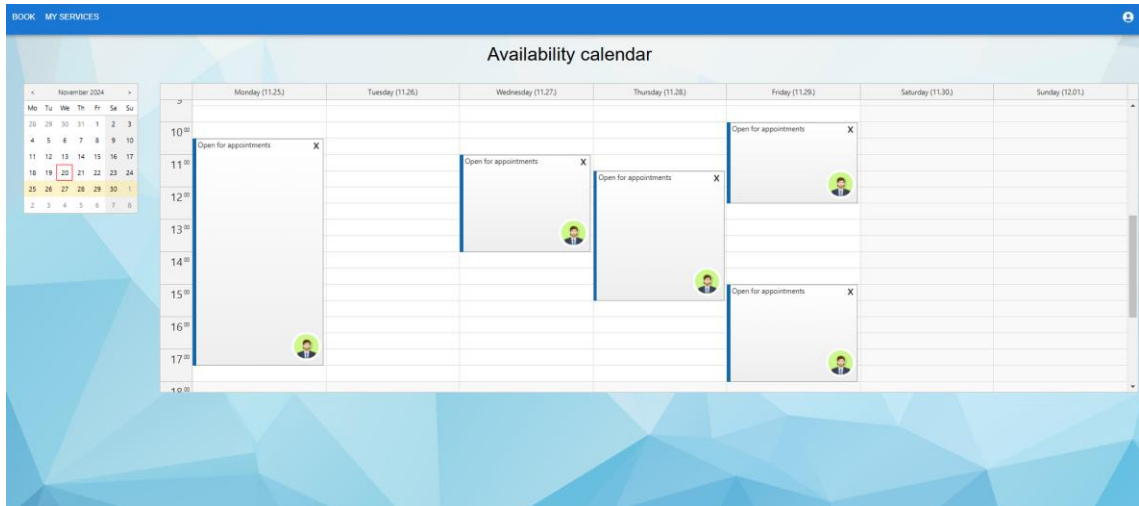 BOOK MY SERVICES
Availability calendar
< November 2024 >
Mo Tu We Th Fr Sa Su
28 29 30 31 1 2 3
4 5 6 7 8 9 10
11 12 13 14 15 16 17
18 19 20 21 22 23 24
25 26 27 28 29 30 1
2 3 4 5 6 7 8
Monday (11.25.) Tuesday (11.26.) Wednesday (11.27.) Thursday (11.28.) Friday (11.29.) Saturday (11.30.) Sunday (12.01.)
10 00
Open for appointments X
Open for appointments X
11 00
Open for appointments X
Open for appointments X
12 00
13 00
14 00
15 00
Open for appointments X
16 00
17 00
18 00